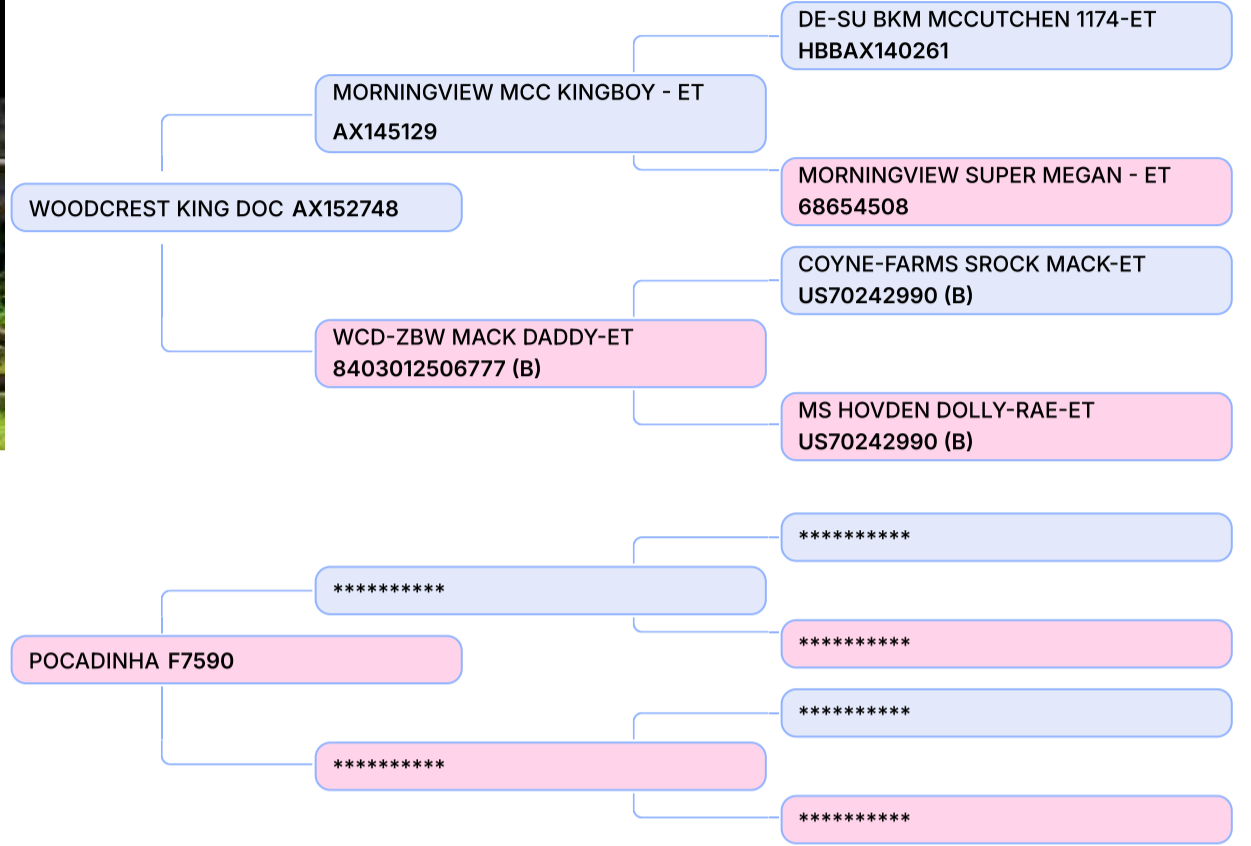 DE-SU BKM MCCUTCHEN 1174-ET
HBBAX140261
MORNINGVIEW MCC KINGBOY - ET
AX145129
MORNINGVIEW SUPER MEGAN - ET
68654508
WOODCREST KING DOC AX152748
COYNE-FARMS SROCK MACK-ET
US70242990 (B)
WCD-ZBW MACK DADDY-ET
8403012506777 (B)
MS HOVDEN DOLLY-RAE-ET
US70242990 (B)
**********
**********
**********
POCADINHA F7590
**********
**********
**********